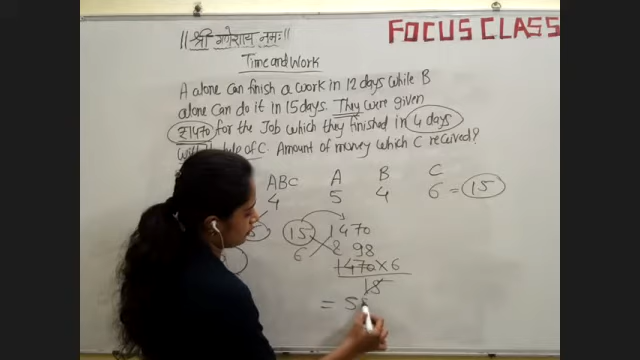 ||श्री गणेशाय नमः||
FOCUS CLASS
Time and Work
A alone can finish a work in 12 days while B
alone can do it in 15 days. They were given
₹1470 for the Job which they finished in 4 days
of C. Amount of money which C received?
ABC A B C
4 5 4 6 = 15
15 1470
6 2 98
1470×6
15
= 5